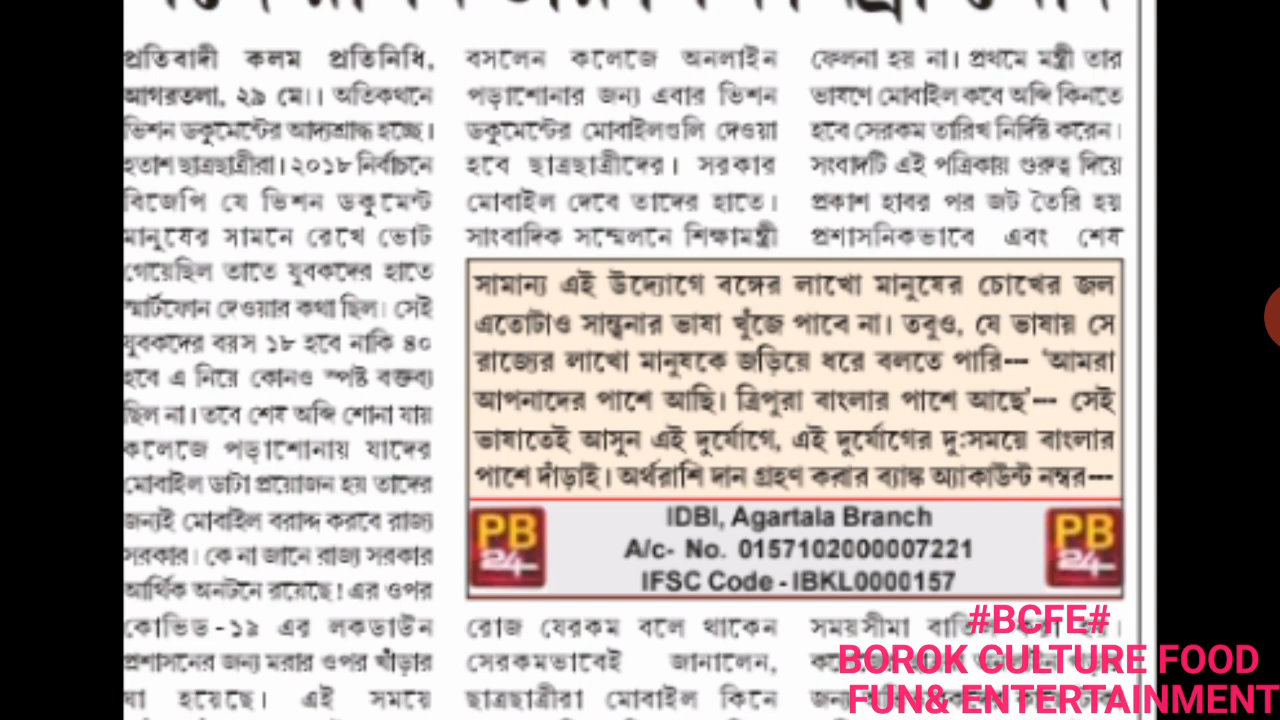 প্রতিবাদী কলম প্রতিনিধি,
আগরতলা, ২৯ মে।। অতিকথনে
ভিশন ডকুমেন্টের আদ্যশ্রাদ্ধ হচ্ছে।
হতাশ ছাত্রছাত্রীরা। ২০১৮ নির্বাচনে
বিজেপি যে ভিশন ডকুমেন্ট
মানুষের সামনে রেখে ভোট
গেয়েছিল তাতে যুবকদের হাতে
স্মার্টফোন দেওয়ার কথা ছিল। সেই
যুবকদের বয়স ১৮ হবে নাকি ৪০
হবে এ নিয়ে কোনও স্পষ্ট বক্তব্য
ছিল না। তবে শেষ অব্দি শোনা যায়
কলেজে পড়াশোনায় যাদের
মোবাইল ডাটা প্রয়োজন হয় তাদের
জন্যই মোবাইল বরাদ্দ করবে রাজ্য
সরকার। কে না জানে রাজ্য সরকার
আর্থিক অনটনে রয়েছে! এর ওপর
কোভিড-১৯ এর লকডাউন
প্রশাসনের জন্য মরার ওপর খাঁড়ার
ঘা হয়েছে। এই সময়ে
বসলেন কলেজে অনলাইন
পড়াশোনার জন্য এবার ভিশন
ডকুমেন্টের মোবাইলগুলি দেওয়া
হবে ছাত্রছাত্রীদের। সরকার
মোবাইল দেবে তাদের হাতে।
সাংবাদিক সম্মেলনে শিক্ষামন্ত্রী
সামান্য এই উদ্যোগে বঙ্গের লাখো মানুষের চোখের জল
এতোটাও সান্ত্বনার ভাষা খুঁজে পাবে না। তবুও, যে ভাষায় সে
রাজ্যের লাখো মানুষকে জড়িয়ে ধরে বলতে পারি--- 'আমরা
আপনাদের পাশে আছি। ত্রিপুরা বাংলার পাশে আছে'--- সেই
ভাষাতেই আসুন এই দুর্যোগে, এই দুর্যোগের দু:সময়ে বাংলার
পাশে দাঁড়াই। অর্থরাশি দান গ্রহণ করার ব্যাঙ্ক অ্যাকাউন্ট নম্বর---
PB 24
IDBI, Agartala Branch
A/c- No. 0157102000007221
IFSC Code - IBKL0000157
PB 24
রোজ যেরকম বলে থাকেন
সেরকমভাবেই জানালেন,
ছাত্রছাত্রীরা মোবাইল কিনে
ফেলনা হয় না। প্রথমে মন্ত্রী তার
ভাষণে মোবাইল কবে অব্দি কিনতে
হবে সেরকম তারিখ নির্দিষ্ট করেন।
সংবাদটি এই পত্রিকায় গুরুত্ব দিয়ে
প্রকাশ হাবর পর জট তৈরি হয়
প্রশাসনিকভাবে এবং শেষ
সময়সীমা
#BCFE#
BOROK CULTURE FOOD
FUN& ENTERTAINMENT